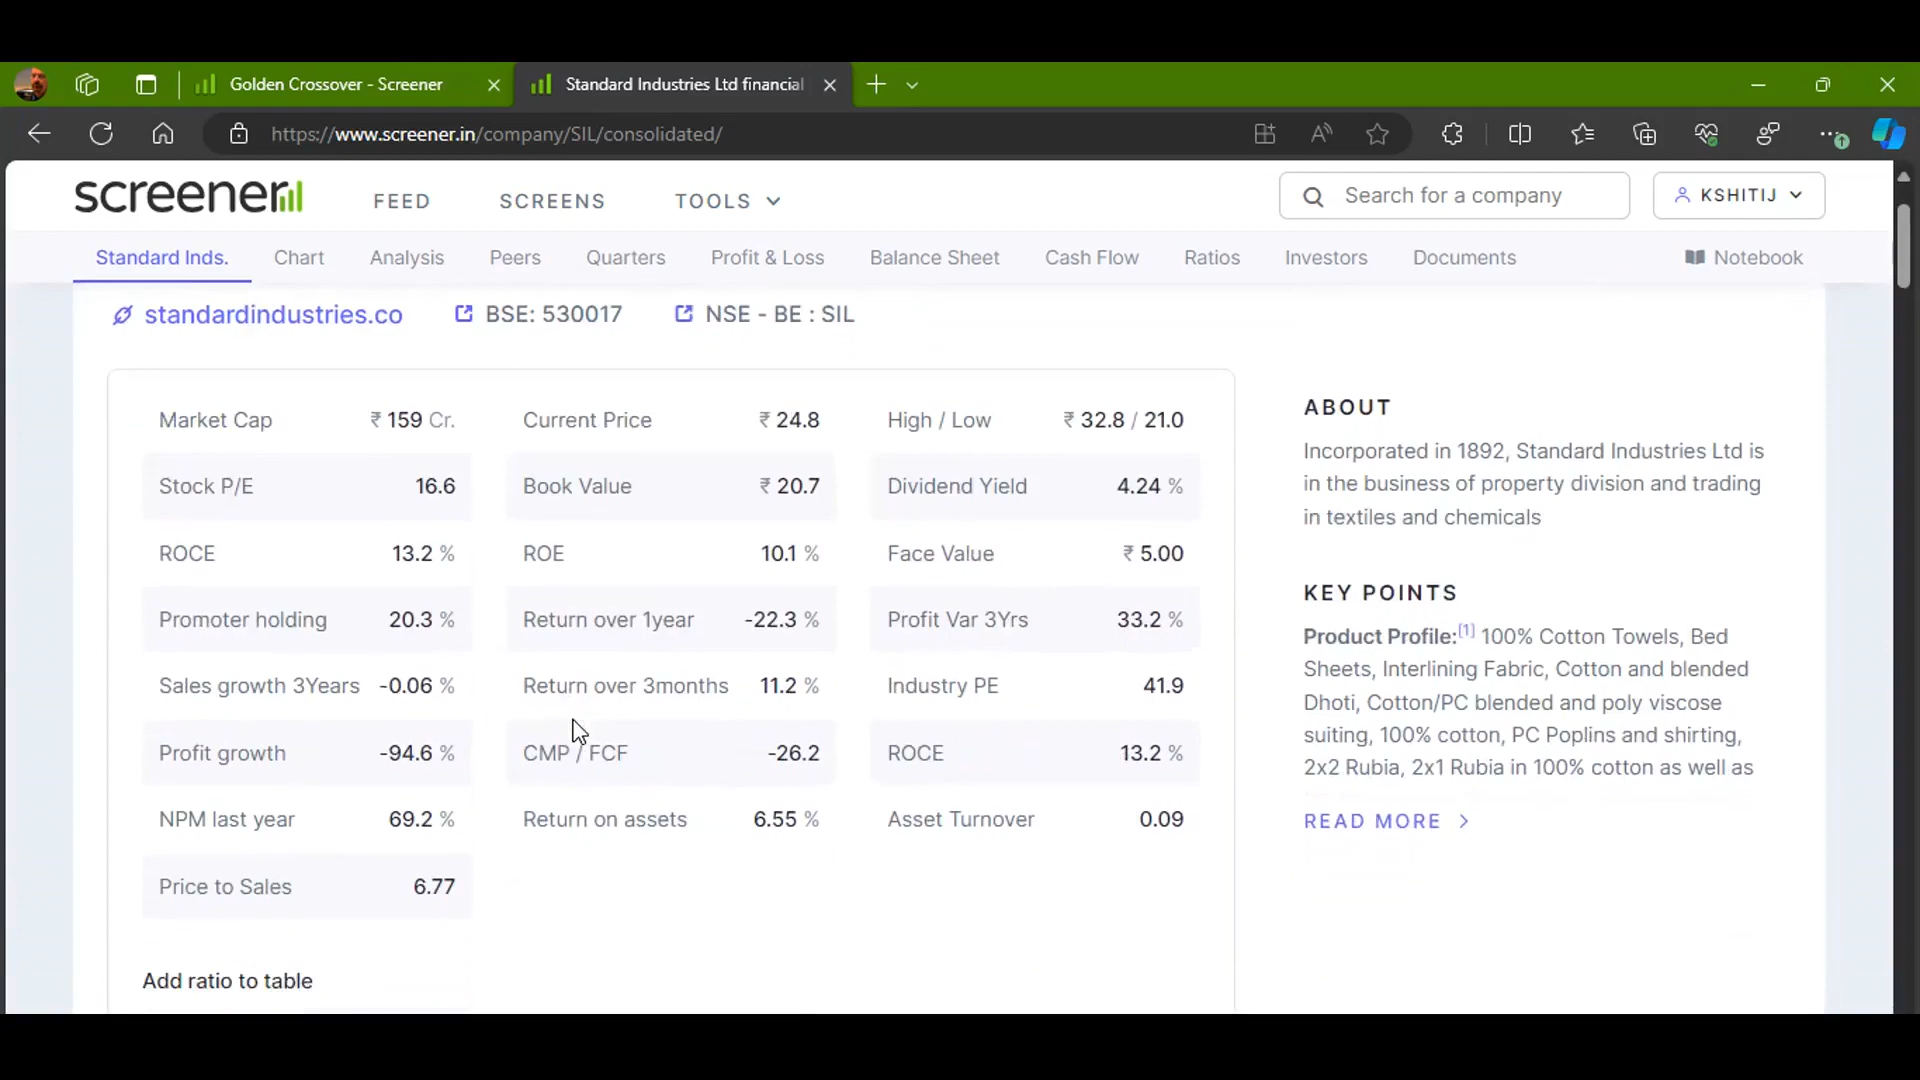 Golden Crossover - Screener
Standard Industries Ltd financial
https://www.screener.in/company/SIL/consolidated/
screener
FEED
SCREENS
TOOLS
Search for a company
KSHITIJ
Standard Inds.
Chart
Analysis
Peers
Quarters
Profit & Loss
Balance Sheet
Cash Flow
Ratios
Investors
Documents
Notebook
standardindustries.co
BSE: 530017
NSE - BE : SIL
Market Cap ₹ 159 Cr.
Current Price ₹ 24.8
High / Low ₹ 32.8 / 21.0
Stock P/E 16.6
Book Value ₹ 20.7
Dividend Yield 4.24 %
ROCE 13.2 %
ROE 10.1 %
Face Value ₹ 5.00
Promoter holding 20.3 %
Return over 1year -22.3 %
Profit Var 3Yrs 33.2 %
Sales growth 3Years -0.06 %
Return over 3months 11.2 %
Industry PE 41.9
Profit growth -94.6 %
CMP / FCF -26.2
ROCE 13.2 %
NPM last year 69.2 %
Return on assets 6.55 %
Asset Turnover 0.09
Price to Sales 6.77
Add ratio to table
ABOUT
Incorporated in 1892, Standard Industries Ltd is
in the business of property division and trading
in textiles and chemicals
KEY POINTS
Product Profile:[1] 100% Cotton Towels, Bed
Sheets, Interlining Fabric, Cotton and blended
Dhoti, Cotton/PC blended and poly viscose
suiting, 100% cotton, PC Poplins and shirting,
2x2 Rubia, 2x1 Rubia in 100% cotton as well as
READ MORE